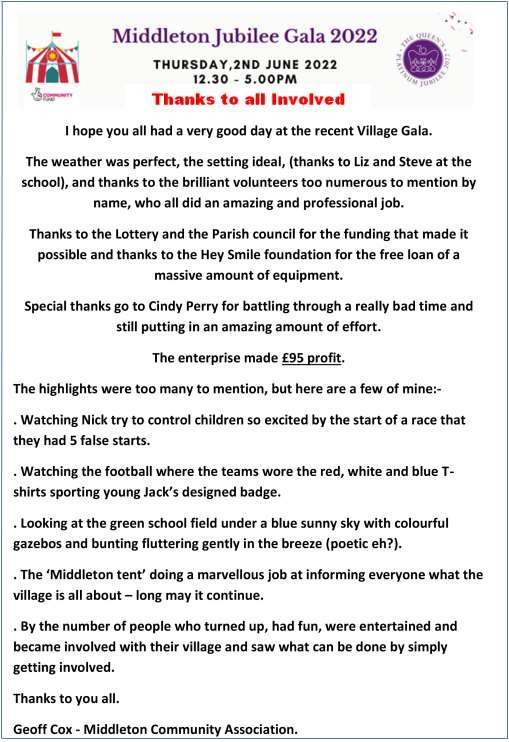 Middleton Jubilee Gala 2022
THURSDAY,2ND JUNE 2022
12.30 - 5.00PM
Thanks to all Involved
COMMUNITY
FUND
THE QUEEN'S
PLATINUM JUBILEE 2022
70
I hope you all had a very good day at the recent Village Gala.
The weather was perfect, the setting ideal, (thanks to Liz and Steve at the
school), and thanks to the brilliant volunteers too numerous to mention by
name, who all did an amazing and professional job.
Thanks to the Lottery and the Parish council for the funding that made it
possible and thanks to the Hey Smile foundation for the free loan of a
massive amount of equipment.
Special thanks go to Cindy Perry for battling through a really bad time and
still putting in an amazing amount of effort.
The enterprise made £95 profit.
The highlights were too many to mention, but here are a few of mine:-
. Watching Nick try to control children so excited by the start of a race that
they had 5 false starts.
. Watching the football where the teams wore the red, white and blue T-
shirts sporting young Jack’s designed badge.
. Looking at the green school field under a blue sunny sky with colourful
gazebos and bunting fluttering gently in the breeze (poetic eh?).
. The ‘Middleton tent’ doing a marvellous job at informing everyone what the
village is all about – long may it continue.
. By the number of people who turned up, had fun, were entertained and
became involved with their village and saw what can be done by simply
getting involved.
Thanks to you all.
Geoff Cox - Middleton Community Association.